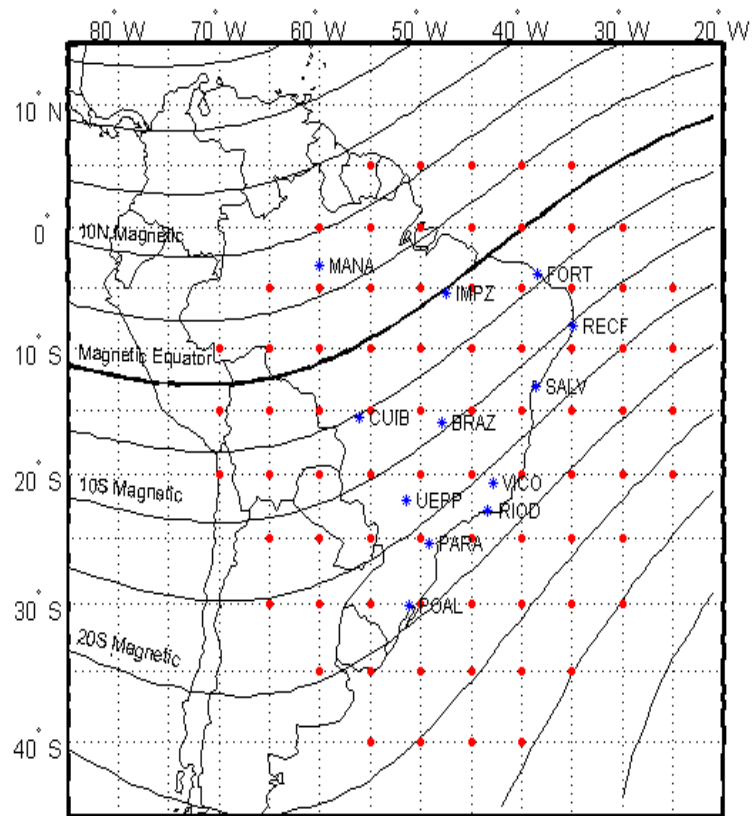 80° W 70° W 60° W 50° W 40° W 30° W 20° W
10° N
10N Magnetic
0°
MANA
FORT
IMPZ
RECF
10° S
Magnetic Equator
SALV
CUIB
BRAZ
20° S
10S Magnetic
VICO
UEPP
RIOD
PARA
30° S
POAL
20S Magnetic
40° S